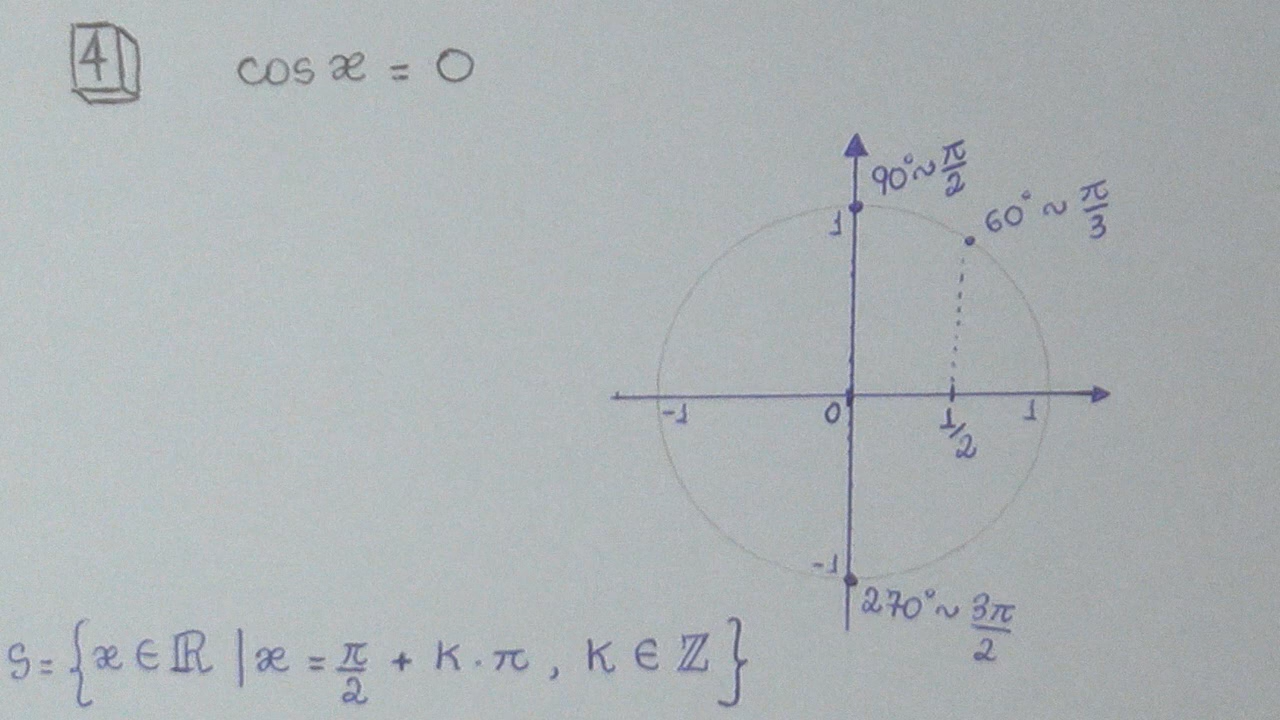 4 cos x = 0
90° ~ π/2
60° ~ π/3
1
-1 0 1/2 1
-1
270° ~ 3π/2
S = {x ∈ ℝ | x = π/2 + K · π , K ∈ ℤ}